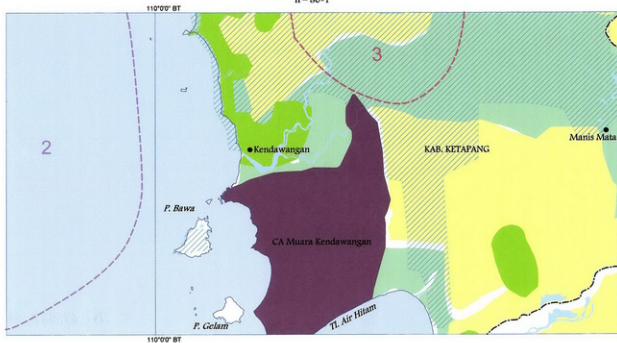 110°0'0" BT
3
2
Kendawangan
KAB. KETAPANG
Manis Mata
P. Bawa
CA Muara Kendawangan
P. Gelam
Tl. Air Hitam
110°0'0" BT